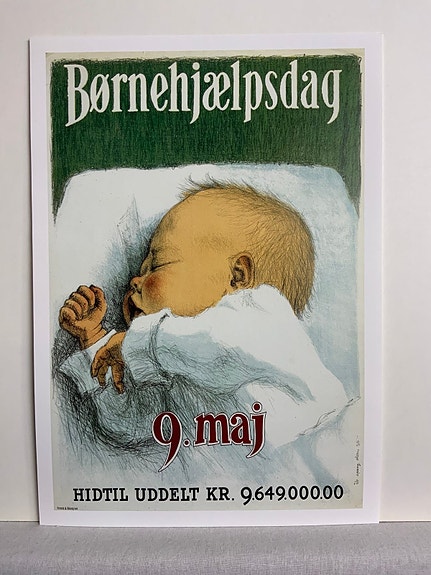 Børnehjælpsdag
9. maj
HIDTIL UDDELT KR. 9.649.000.00